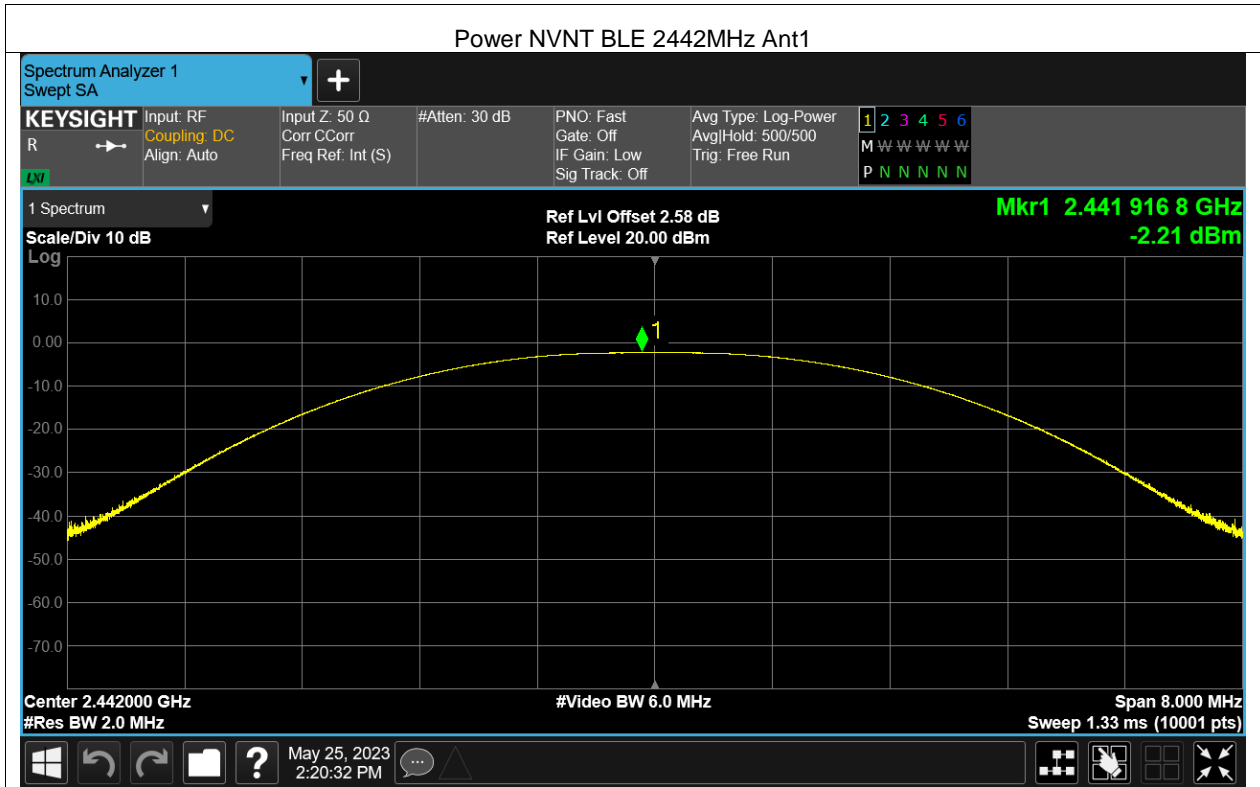 Power NVNT BLE 2442MHz Ant1
Spectrum Analyzer 1
Swept SA
KEYSIGHT
R
LXI
Input: RF
Coupling: DC
Align: Auto
Input Z: 50 Ω
Corr CCorr
Freq Ref: Int (S)
#Atten: 30 dB
PNO: Fast
Gate: Off
IF Gain: Low
Sig Track: Off
Avg Type: Log-Power
Avg|Hold: 500/500
Trig: Free Run
1 2 3 4 5 6
M W W W W W
P N N N N N
1 Spectrum
Scale/Div 10 dB
Ref Lvl Offset 2.58 dB
Ref Level 20.00 dBm
Mkr1 2.441 916 8 GHz
-2.21 dBm
Log
10.0
0.00
-10.0
-20.0
-30.0
-40.0
-50.0
-60.0
-70.0
1
Center 2.442000 GHz
#Video BW 6.0 MHz
Span 8.000 MHz
#Res BW 2.0 MHz
Sweep 1.33 ms (10001 pts)
?
May 25, 2023
2:20:32 PM